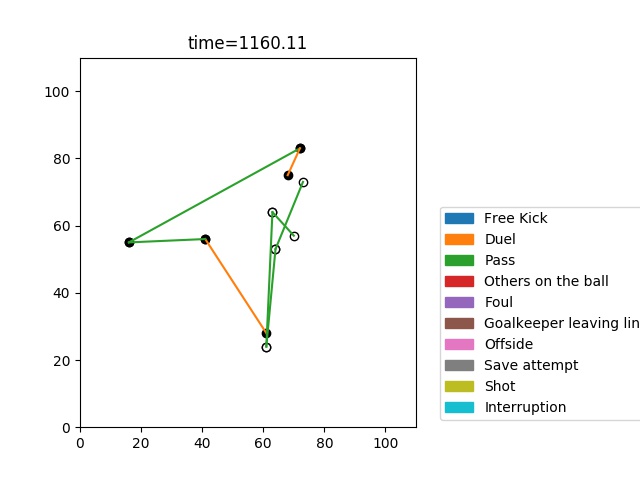 time=1160.11
100
80
60
40
20
0
0 20 40 60 80 100
Free Kick
Duel
Pass
Others on the ball
Foul
Goalkeeper leaving lin
Offside
Save attempt
Shot
Interruption